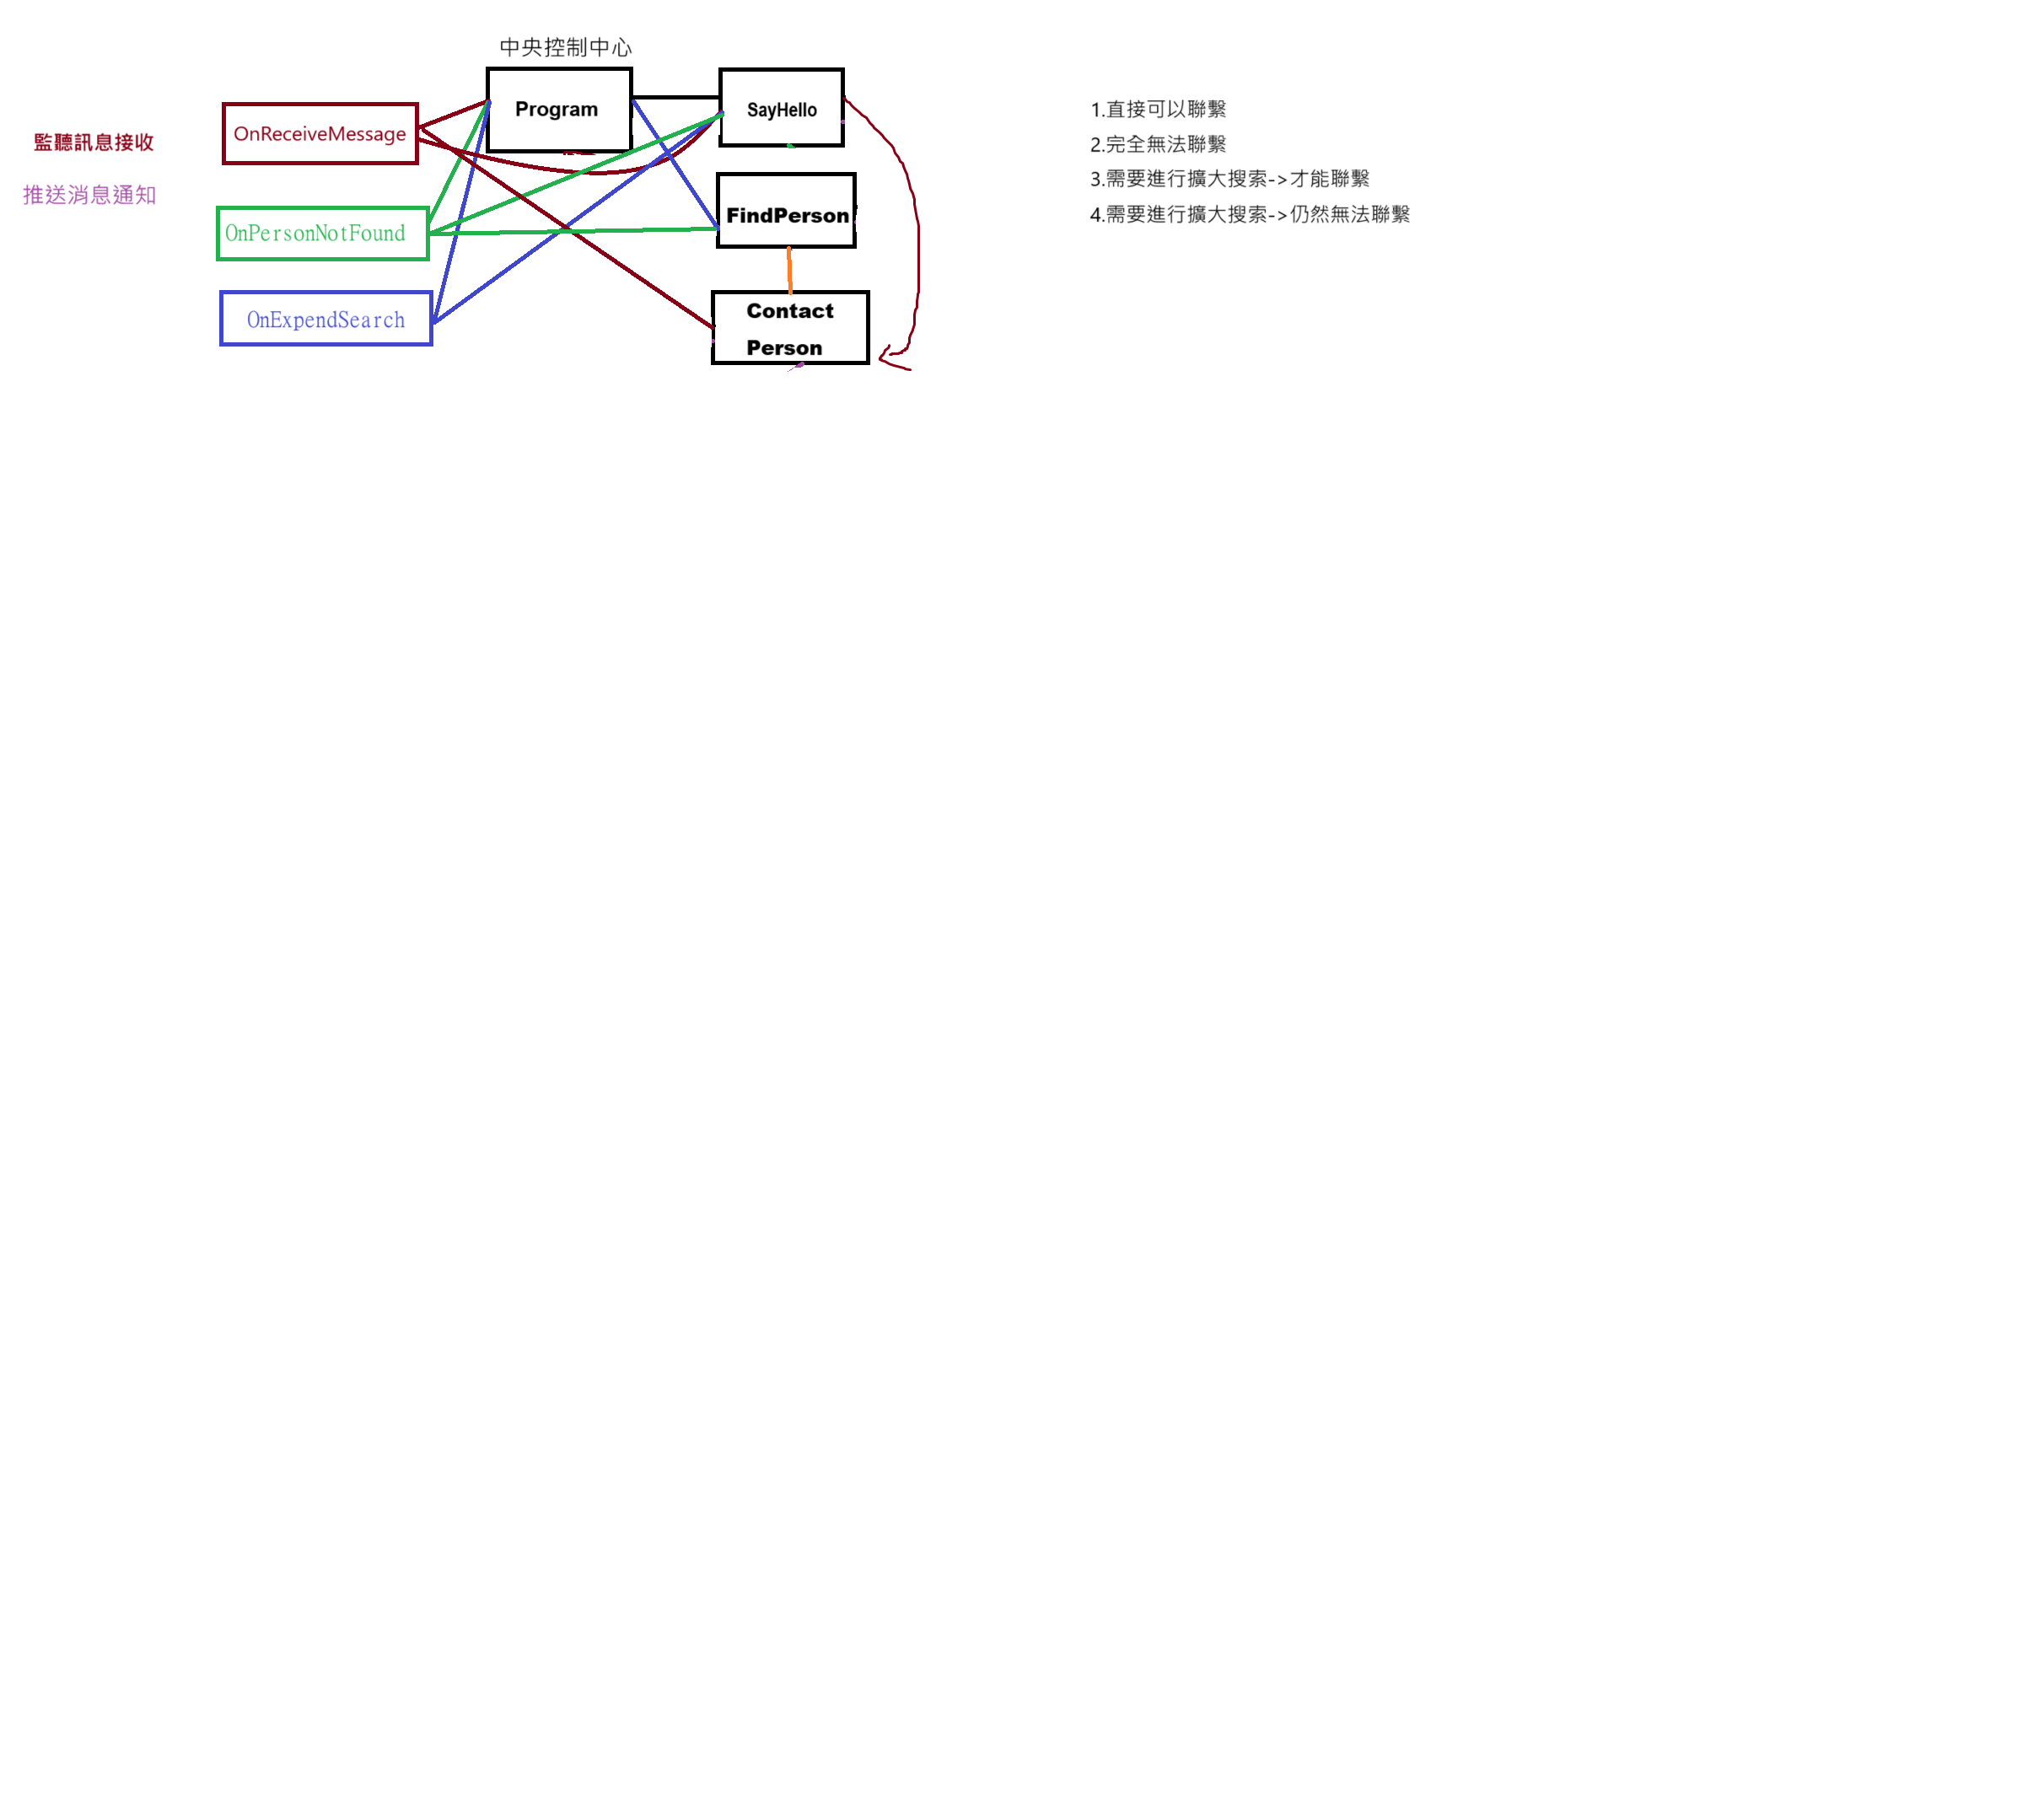 中央控制中心
Program
SayHello
OnReceiveMessage
監聽訊息接收
推送消息通知
OnPersonNotFound
FindPerson
OnExpendSearch
Contact
Person
1.直接可以聯繫
2.完全無法聯繫
3.需要進行擴大搜索->才能聯繫
4.需要進行擴大搜索->仍然無法聯繫